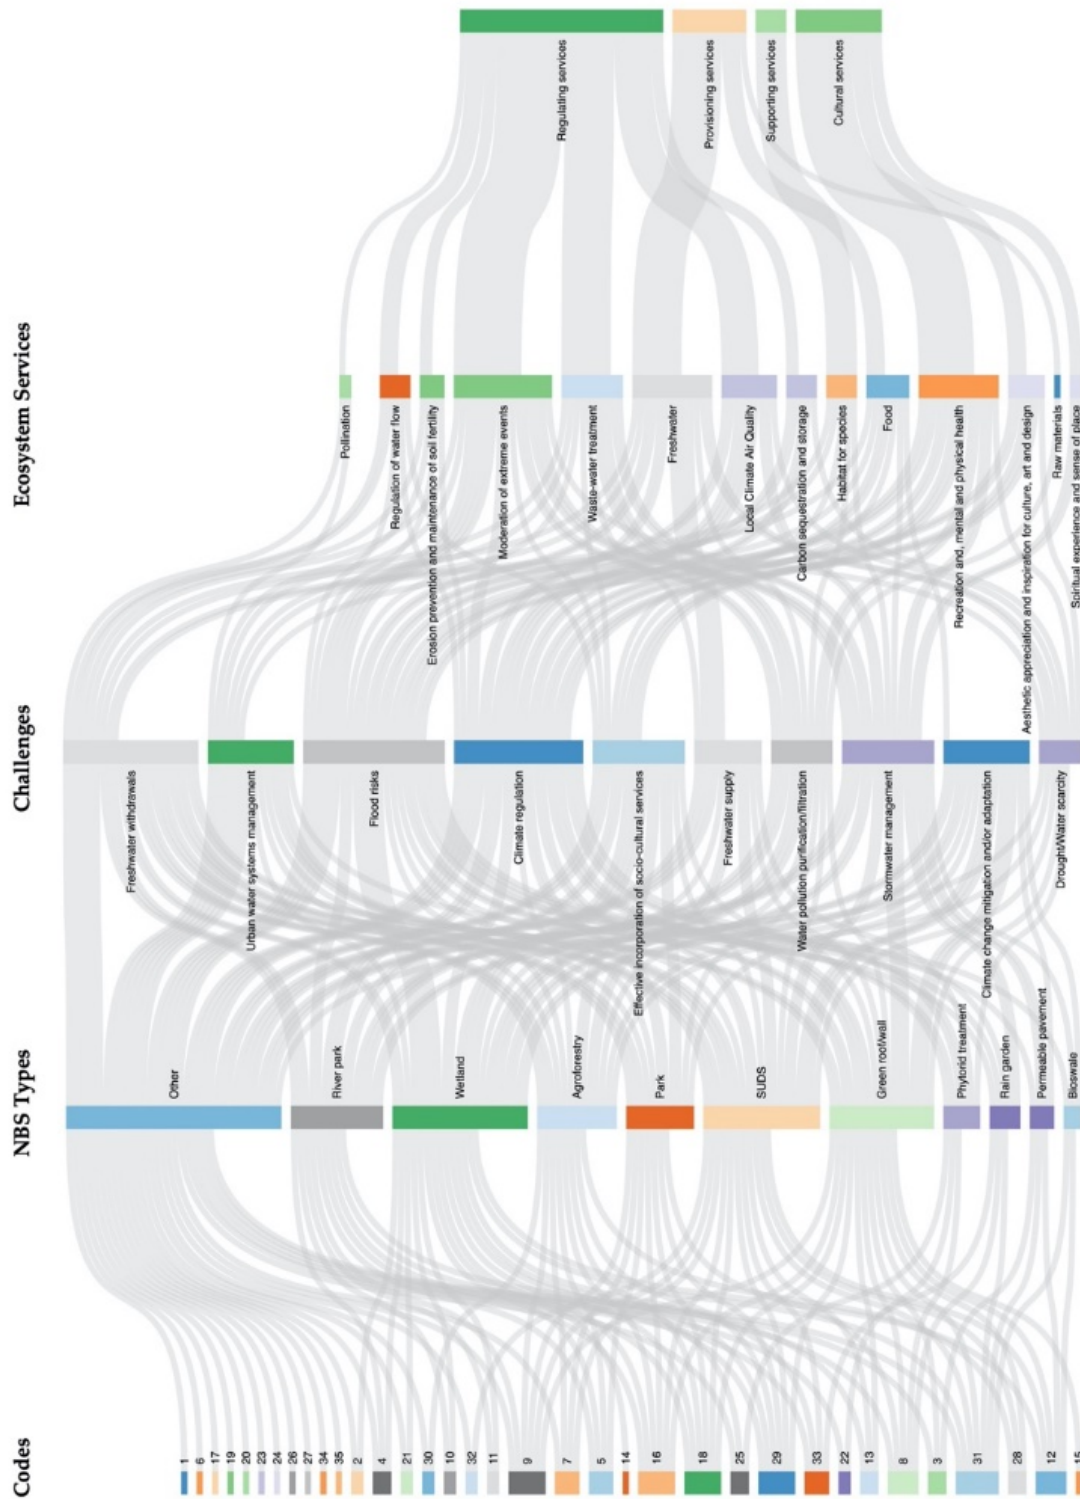 Codes
NBS Types
Challenges
Ecosystem Services
1
6
17
19
20
23
24
26
27
34
35
2
4
21
30
10
32
11
9
7
5
14
16
18
25
29
33
22
13
8
3
31
28
12
15
Other
River park
Wetland
Agroforestry
Park
SUDS
Green roof/wall
Phytorid treatment
Rain garden
Permeable pavement
Bioswale
Freshwater withdrawals
Urban water systems management
Flood risks
Climate regulation
Effective incorporation of socio-cultural services
Freshwater supply
Water pollution purification/filtration
Stormwater management
Climate change mitigation and/or adaptation
Drought/Water scarcity
Pollination
Regulation of water flow
Erosion prevention and maintenance of soil fertility
Moderation of extreme events
Waste-water treatment
Freshwater
Local Climate Air Quality
Carbon sequestration and storage
Habitat for species
Food
Recreation and, mental and physical health
Aesthetic appreciation and inspiration for culture, art and design
Raw materials
Spiritual experience and sense of place
Regulating services
Provisioning services
Supporting services
Cultural services